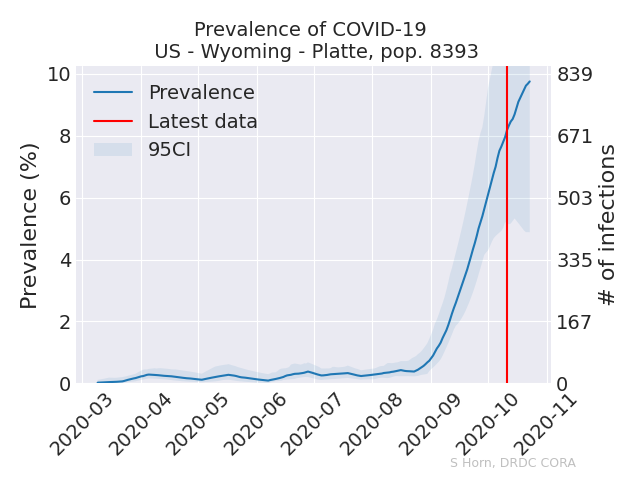 Prevalence of COVID-19
US - Wyoming - Platte, pop. 8393
Prevalence
Latest data
95CI
Prevalence (%)
10
8
6
4
2
0
839
671
503
335
167
0
# of infections
2020-03
2020-04
2020-05
2020-06
2020-07
2020-08
2020-09
2020-10
2020-11
S Horn, DRDC CORA